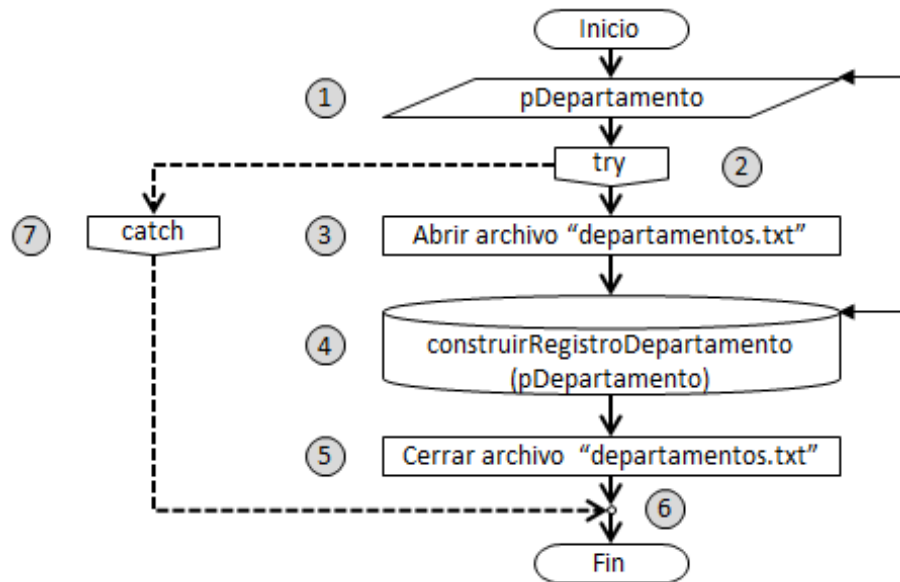 Inicio
1
pDepartamento
try
2
7
catch
3
Abrir archivo “departamentos.txt”
4
construirRegistroDepartamento
(pDepartamento)
5
Cerrar archivo “departamentos.txt”
6
Fin